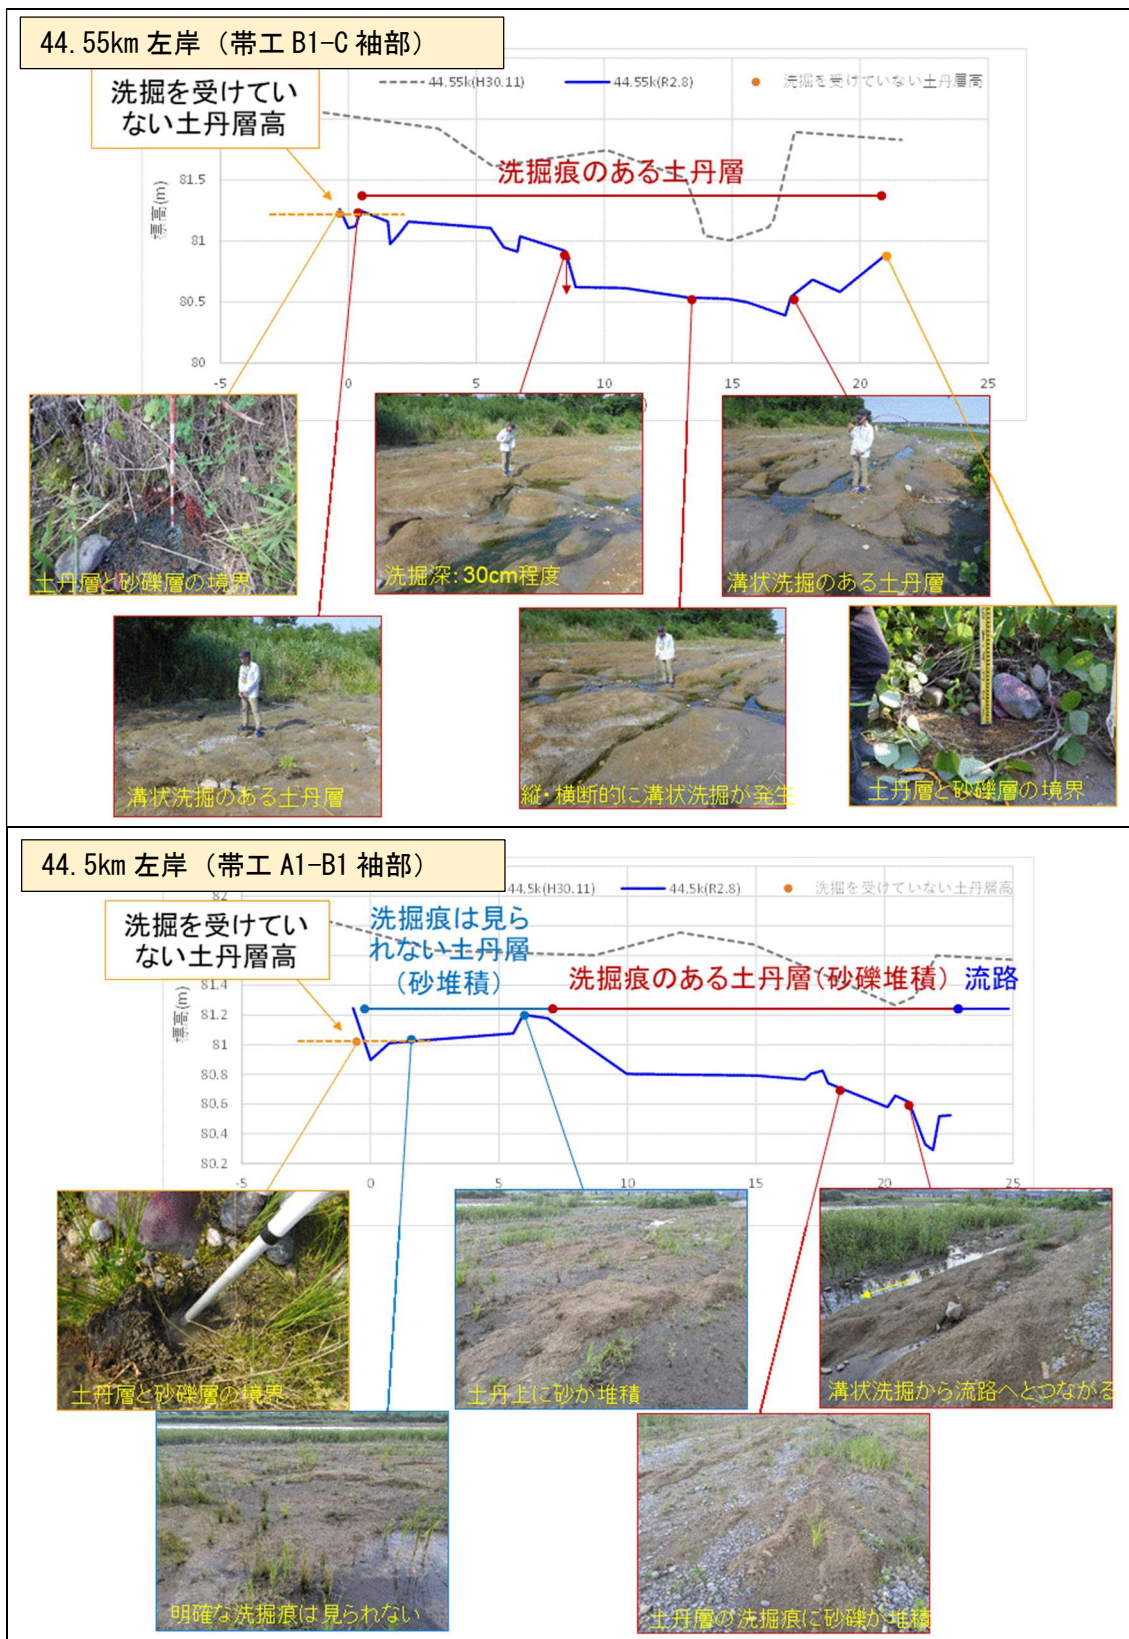 44.55km 左岸（帯工 B1-C 袖部）
洗掘を受けてい
ない土丹層高
44.55k(H30.11)
44.55k(R2.8)
洗掘を受けていない土丹層高
洗掘痕のある土丹層
標高(m)
81.5
81
80.5
80
-5
0
5
10
15
20
25
土丹層と砂礫層の境界
洗掘深：30cm程度
溝状洗掘のある土丹層
溝状洗掘のある土丹層
縦・横断的に溝状洗掘が発生
土丹層と砂礫層の境界
44.5km 左岸（帯工 A1-B1 袖部）
44.5k(H30.11)
44.5k(R2.8)
洗掘を受けていない土丹層高
洗掘を受けてい
ない土丹層高
洗掘痕は見ら
れない土丹層
（砂堆積）
洗掘痕のある土丹層（砂礫堆積）
流路
標高(m)
82
81.4
81.2
81
80.8
80.6
80.4
80.2
-5
0
5
10
15
20
25
土丹層と砂礫層の境界
土丹上に砂が堆積
溝状洗掘から流路へとつながる
明確な洗掘痕は見られない
土丹層の洗掘痕に砂礫が堆積